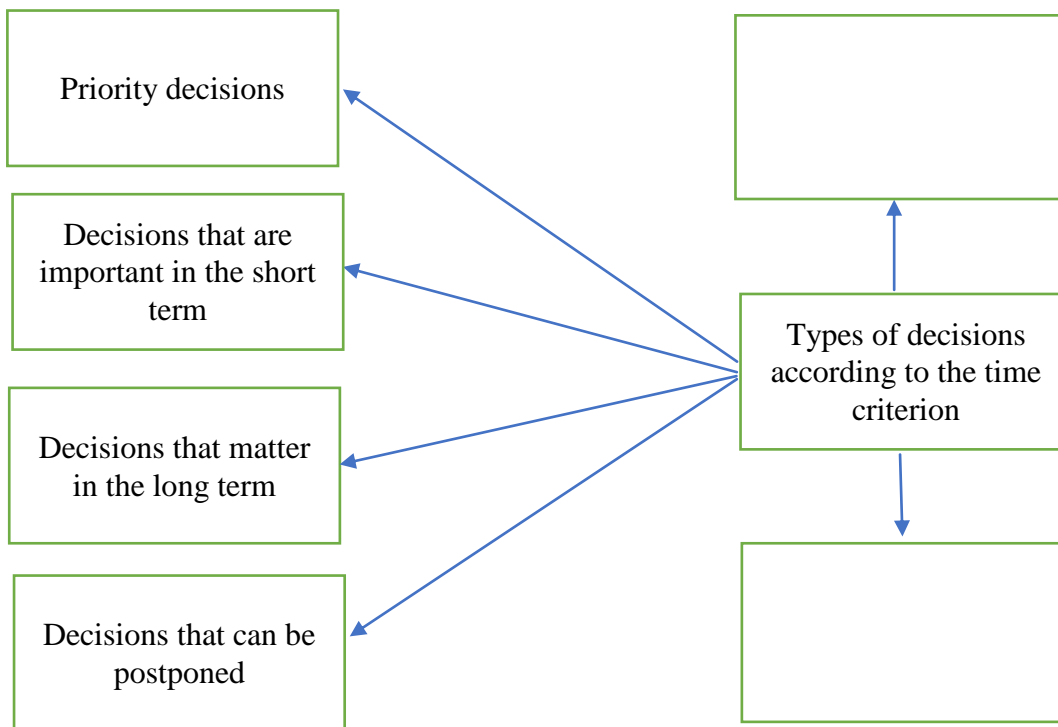 Priority decisions
Decisions that are
important in the short
term
Decisions that matter
in the long term
Decisions that can be
postponed
Types of decisions
according to the time
criterion